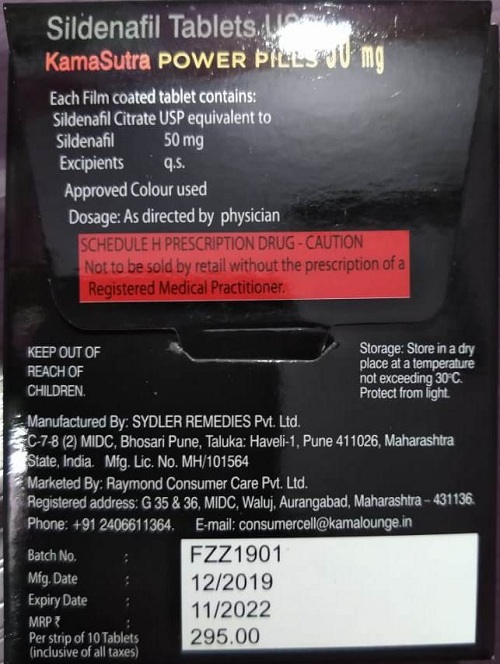 Sildenafil Tablets USP
KamaSutra POWER PILLS 50 mg
Each Film coated tablet contains:
Sildenafil Citrate USP equivalent to
Sildenafil 50 mg
Excipients q.s.
Approved Colour used
Dosage: As directed by physician
SCHEDULE H PRESCRIPTION DRUG - CAUTION
Not to be sold by retail without the prescription of a
Registered Medical Practitioner.
KEEP OUT OF
REACH OF
CHILDREN.
Storage: Store in a dry
place at a temperature
not exceeding 30°C.
Protect from light.
Manufactured By: SYDLER REMEDIES Pvt. Ltd.
C-7-8 (2) MIDC, Bhosari Pune, Taluka: Haveli-1, Pune 411026, Maharashtra
State, India. Mfg. Lic. No. MH/101564
Marketed By: Raymond Consumer Care Pvt. Ltd.
Registered address: G 35 & 36, MIDC, Waluj, Aurangabad, Maharashtra – 431136.
Phone: +91 2406611364. E-mail: consumercell@kamalounge.in
Batch No. : FZZ1901
Mfg. Date : 12/2019
Expiry Date : 11/2022
MRP ₹ : 295.00
Per strip of 10 Tablets
(inclusive of all taxes)